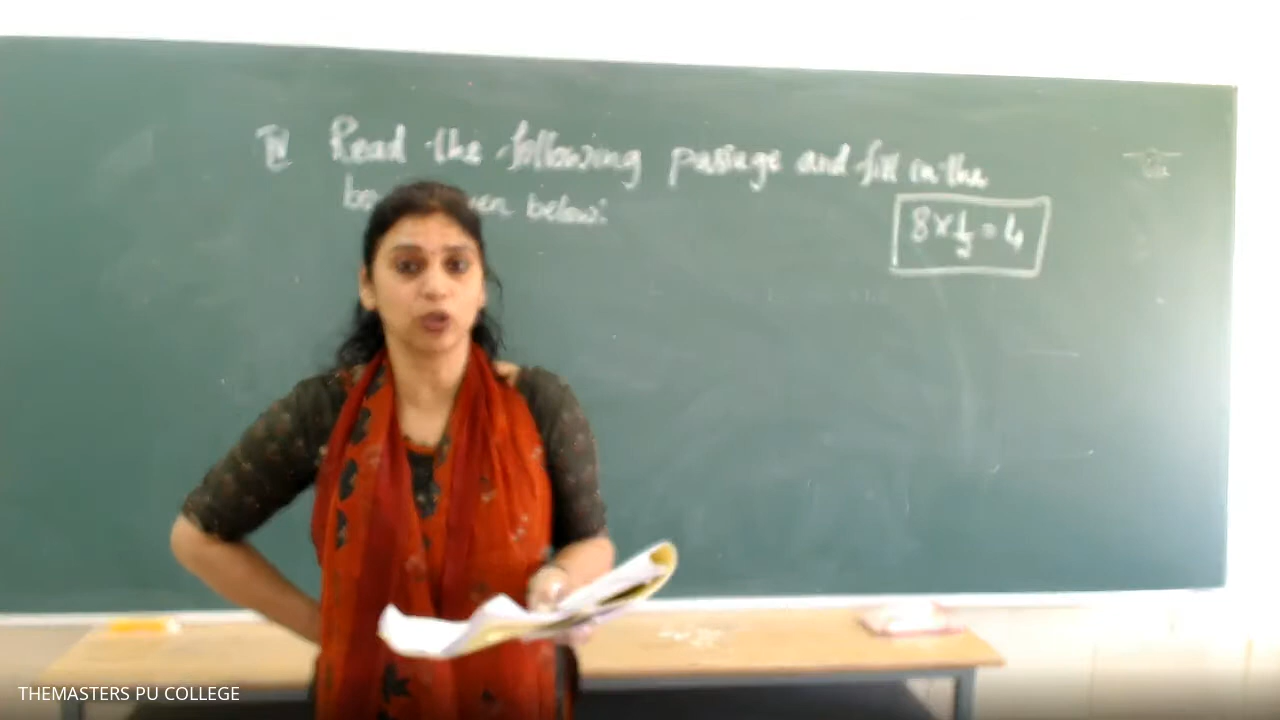 IV Read the following passage and fill in the
below:
8 × 1/2 = 4
THEMASTERS PU COLLEGE